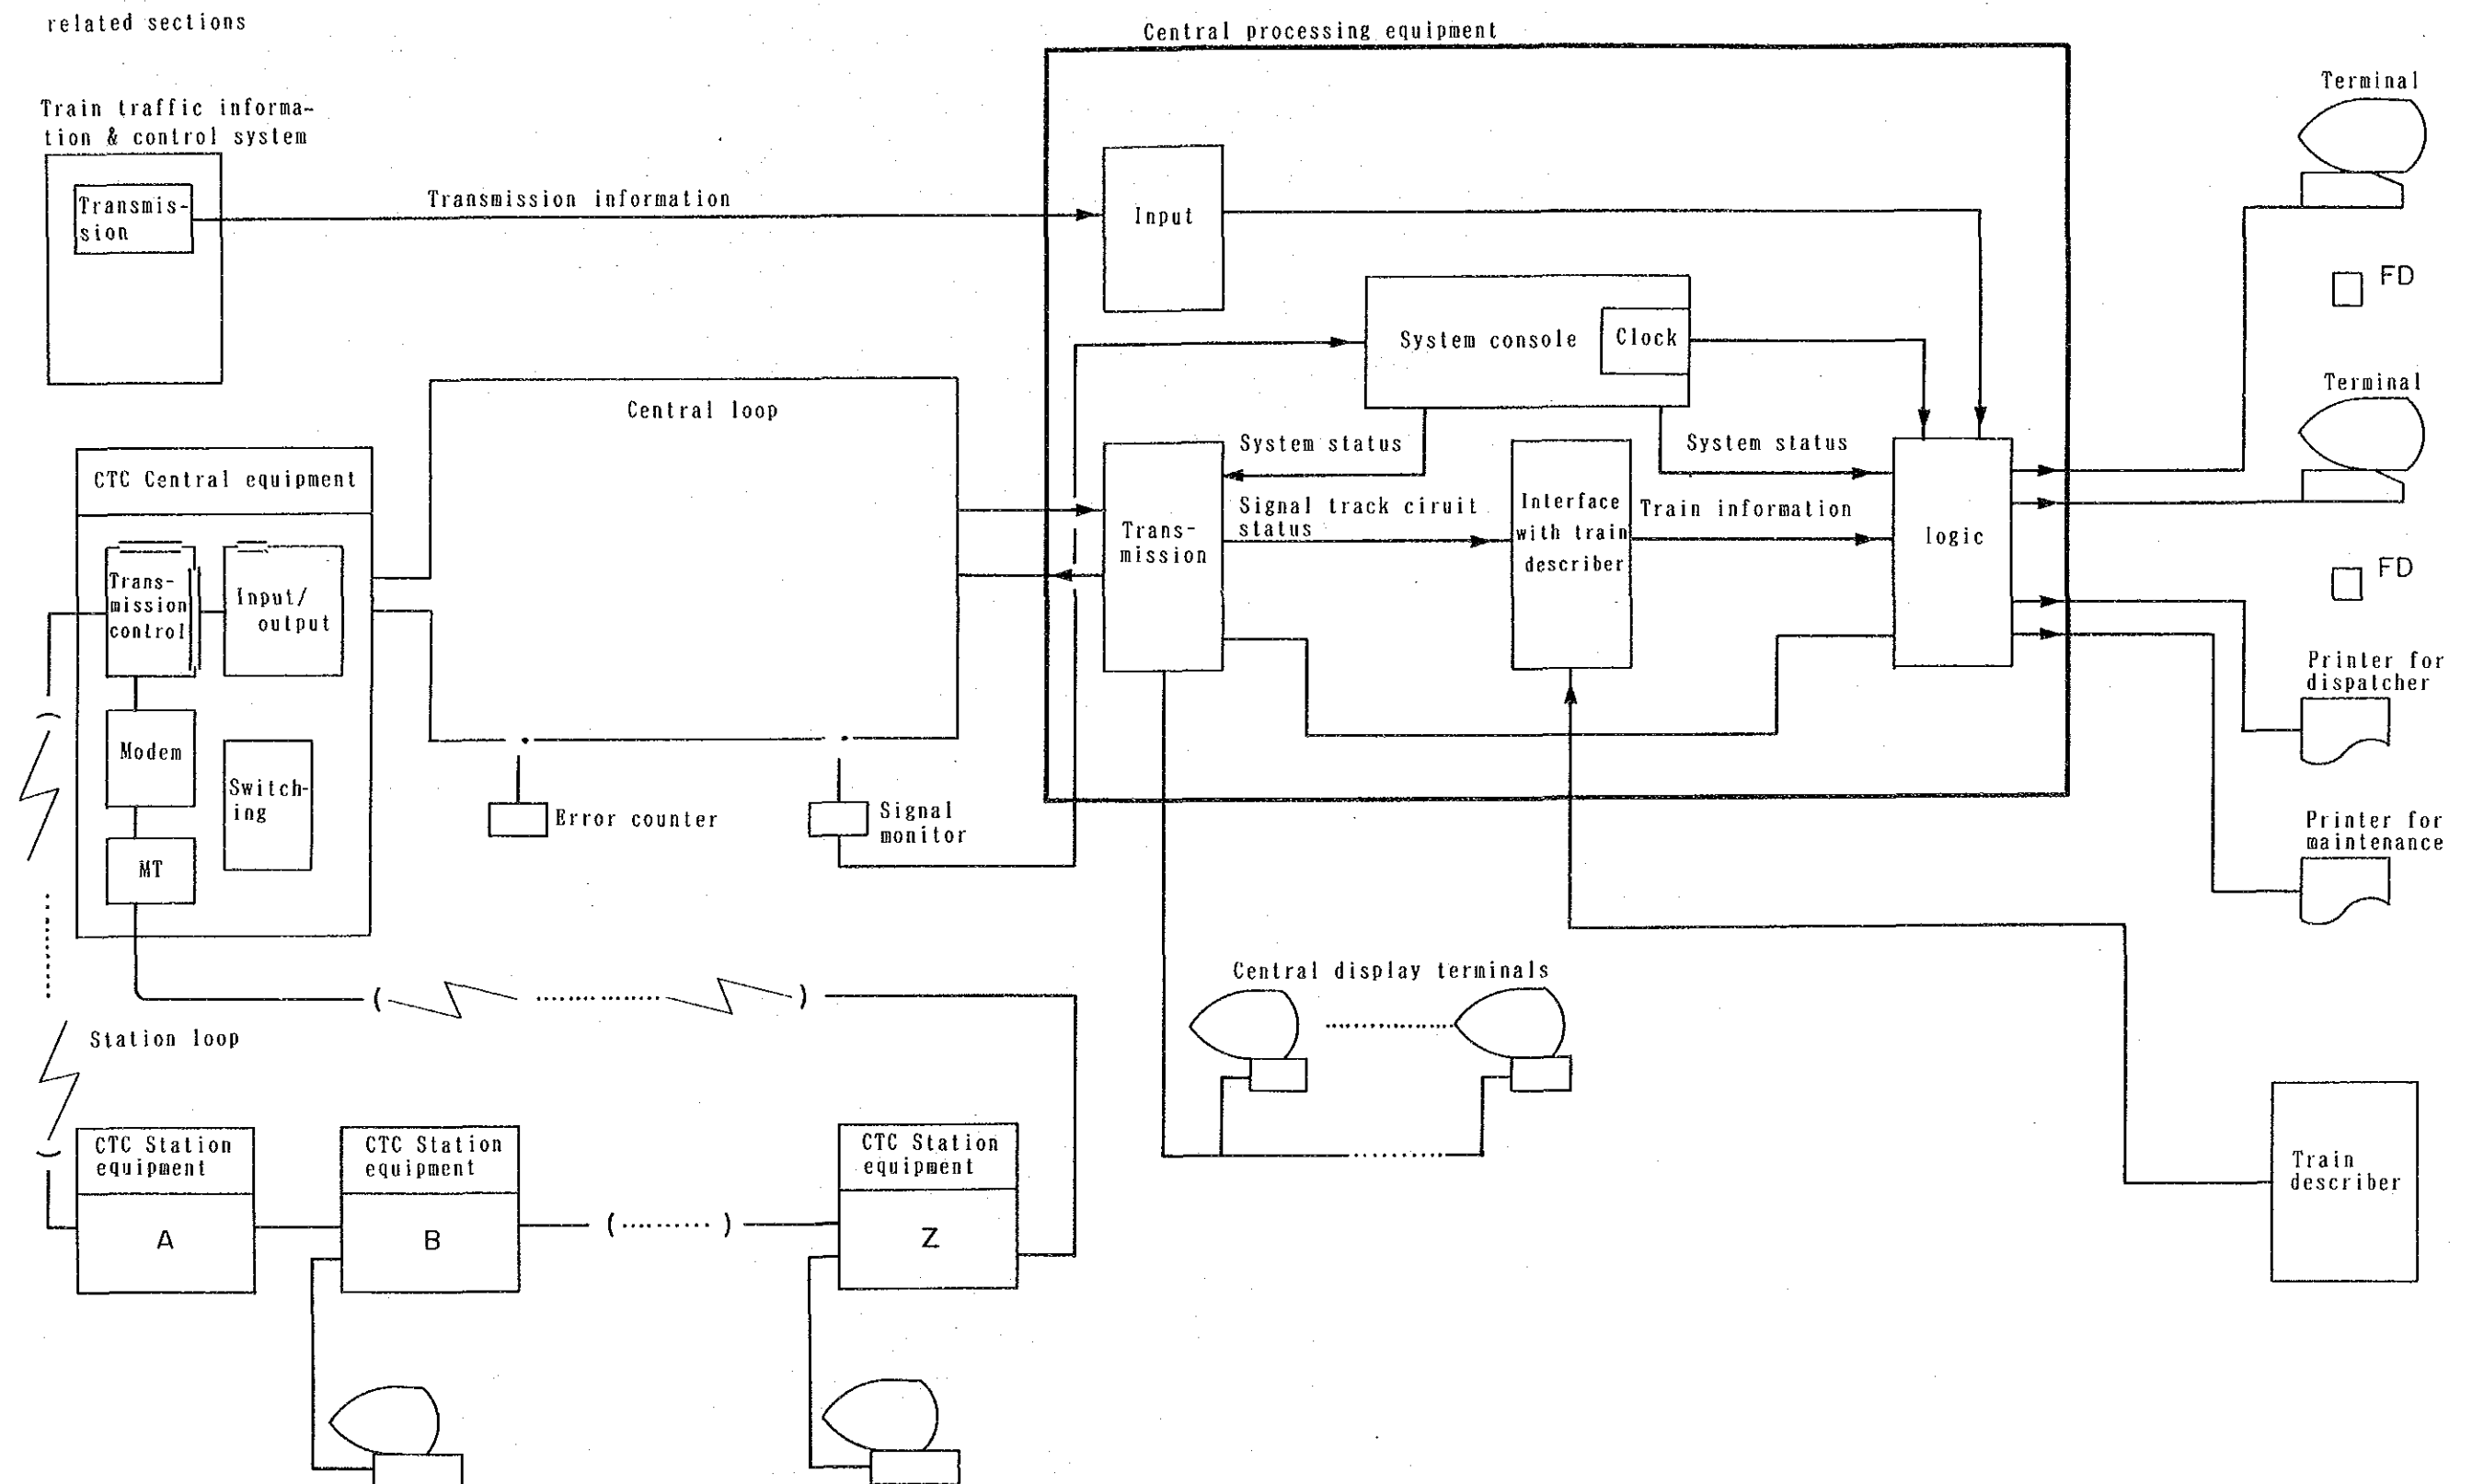 related sections
Central processing equipment
Train traffic informa-
tion & control system
Transmis-
sion
Transmission information
Input
Terminal
FD
System console
Clock
Terminal
Central loop
CTC Central equipment
System status
System status
Signal track ciruit
status
Trans-
mission
Interface
with train
describer
Train information
logic
FD
Trans-
mission
control
Input/
output
Modem
Switch-
ing
MT
Error counter
Signal
monitor
Printer for
dispatcher
Printer for
maintenance
Central display terminals
Station loop
CTC Station
equipment
A
CTC Station
equipment
B
CTC Station
equipment
Z
Train
describer